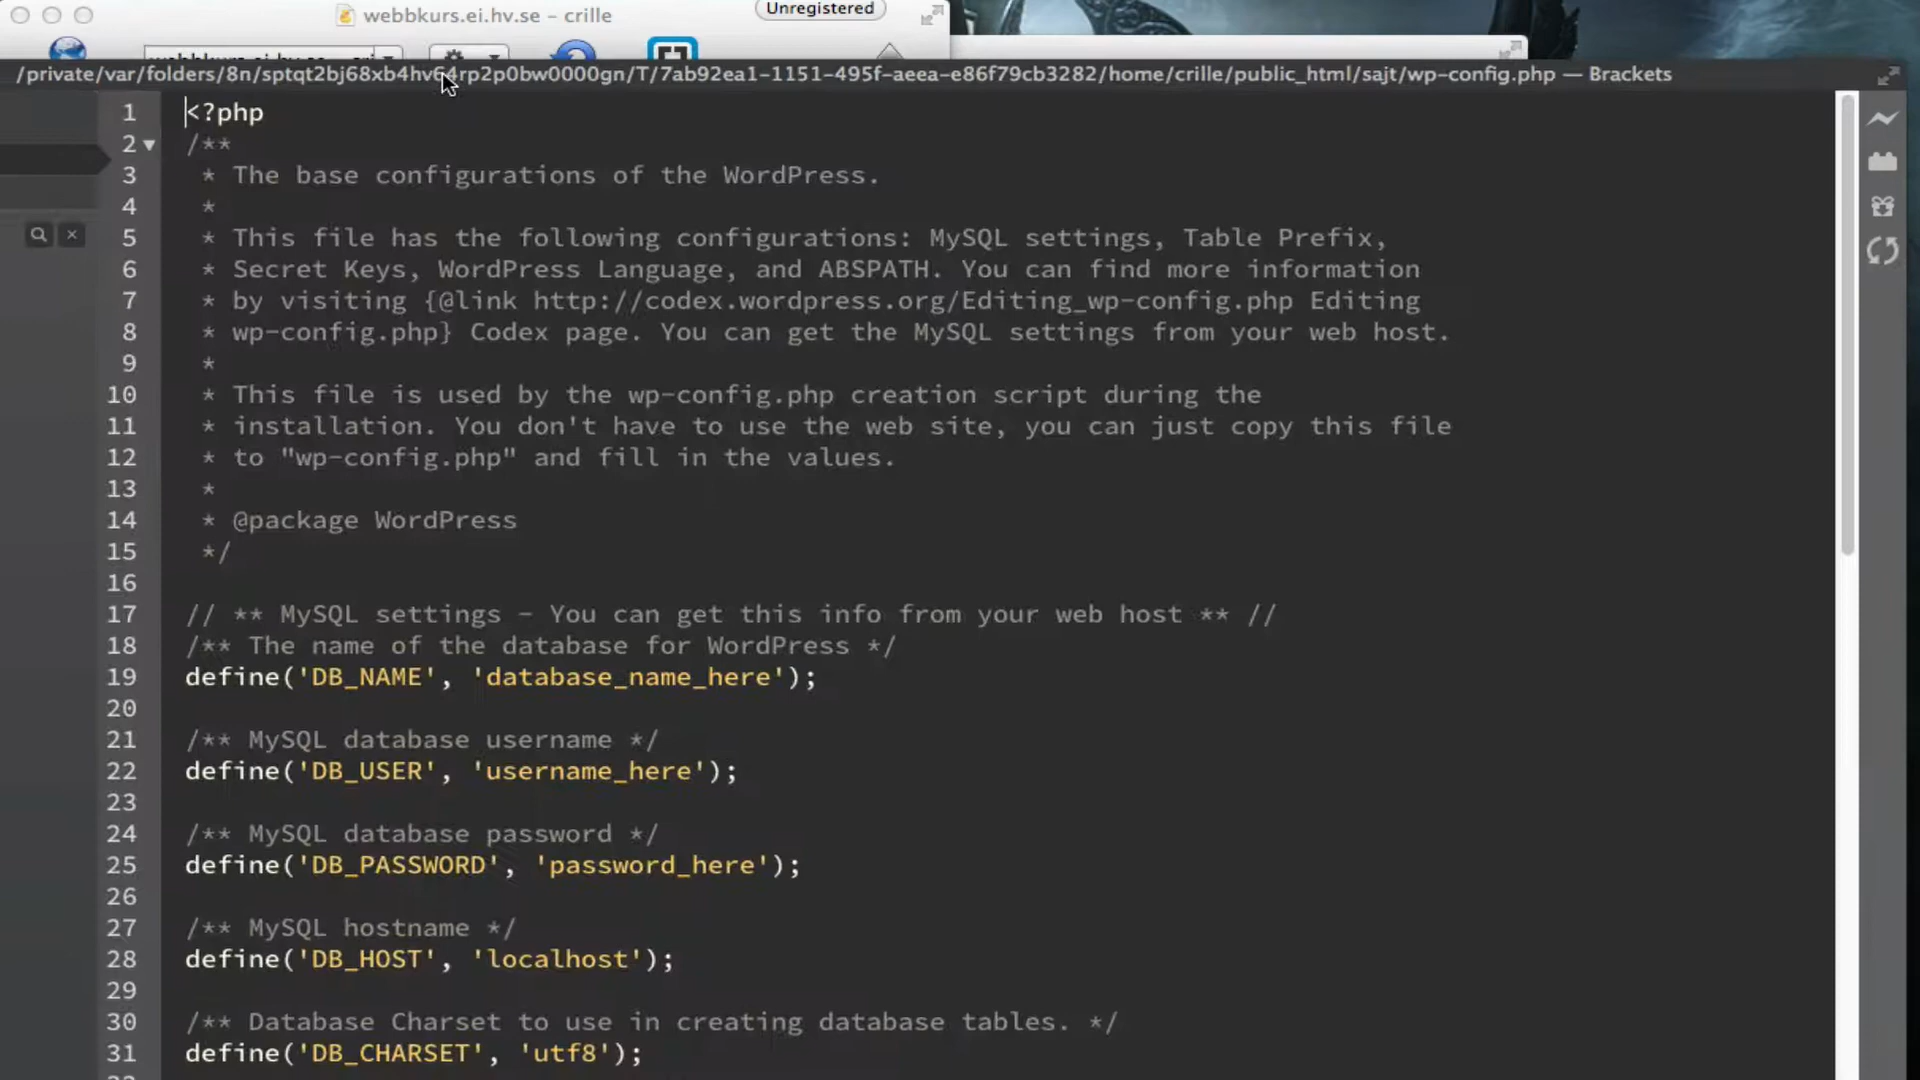 webbkurs.ei.hv.se – crille
Unregistered
/private/var/folders/8n/sptqt2bj68xb4hv64rp2p0bw0000gn/T/7ab92ea1-1151-495f-aeea-e86f79cb3282/home/crille/public_html/sajt/wp-config.php — Brackets
1 <?php
2 /**
3 * The base configurations of the WordPress.
4 *
5 * This file has the following configurations: MySQL settings, Table Prefix,
6 * Secret Keys, WordPress Language, and ABSPATH. You can find more information
7 * by visiting {@link http://codex.wordpress.org/Editing_wp-config.php Editing
8 * wp-config.php} Codex page. You can get the MySQL settings from your web host.
9 *
10 * This file is used by the wp-config.php creation script during the
11 * installation. You don't have to use the web site, you can just copy this file
12 * to "wp-config.php" and fill in the values.
13 *
14 * @package WordPress
15 */
16
17 // ** MySQL settings - You can get this info from your web host ** //
18 /** The name of the database for WordPress */
19 define('DB_NAME', 'database_name_here');
20
21 /** MySQL database username */
22 define('DB_USER', 'username_here');
23
24 /** MySQL database password */
25 define('DB_PASSWORD', 'password_here');
26
27 /** MySQL hostname */
28 define('DB_HOST', 'localhost');
29
30 /** Database Charset to use in creating database tables. */
31 define('DB_CHARSET', 'utf8');